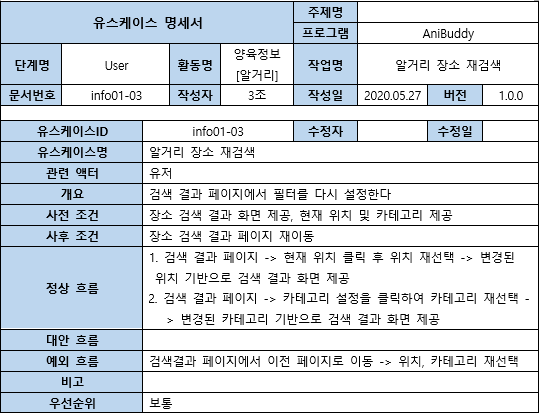 유스케이스 명세서 주제명
프로그램 AniBuddy
단계명 User 활동명 양육정보 [알거리] 작업명 알거리 장소 재검색
문서번호 info01-03 작성자 3조 작성일 2020.05.27 버전 1.0.0
유스케이스ID info01-03 수정자 수정일
유스케이스명 알거리 장소 재검색
관련 액터 유저
개요 검색 결과 페이지에서 필터를 다시 설정한다
사전 조건 장소 검색 결과 화면 제공, 현재 위치 및 카테고리 제공
사후 조건 장소 검색 결과 페이지 재이동
정상 흐름
1. 검색 결과 페이지 -> 현재 위치 클릭 후 위치 재선택 -> 변경된
위치 기반으로 검색 결과 화면 제공
2. 검색 결과 페이지 -> 카테고리 설정을 클릭하여 카테고리 재선택 -
> 변경된 카테고리 기반으로 검색 결과 화면 제공
대안 흐름
예외 흐름 검색결과 페이지에서 이전 페이지로 이동 -> 위치, 카테고리 재선택
비고
우선순위 보통